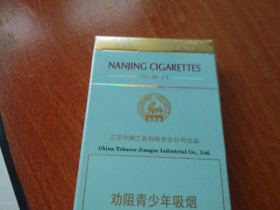 NANJING CIGARETTES
江苏中烟工业有限责任公司出品
China Tobacco Jiangsu Industrial Co., Ltd.
劝阻青少年吸烟